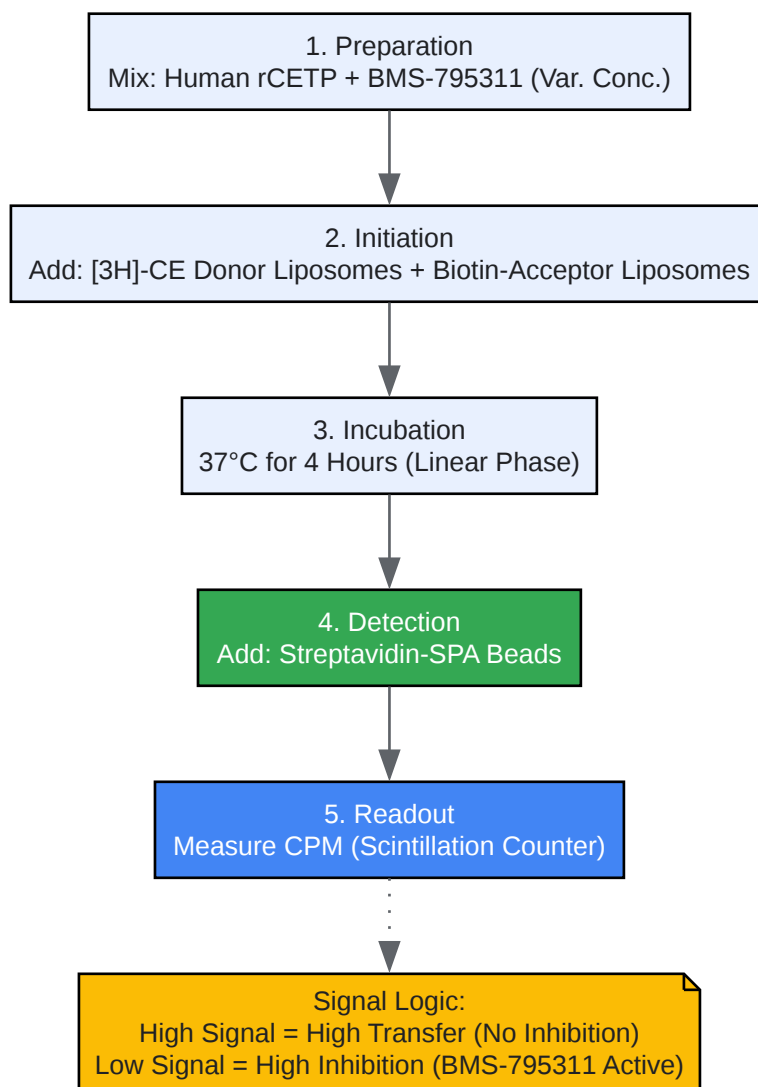 1. Preparation
Mix: Human rCETP + BMS-795311 (Var. Conc.)
2. Initiation
Add: [3H]-CE Donor Liposomes + Biotin-Acceptor Liposomes
3. Incubation
37°C for 4 Hours (Linear Phase)
4. Detection
Add: Streptavidin-SPA Beads
5. Readout
Measure CPM (Scintillation Counter)
Signal Logic:
High Signal = High Transfer (No Inhibition)
Low Signal = High Inhibition (BMS-795311 Active)